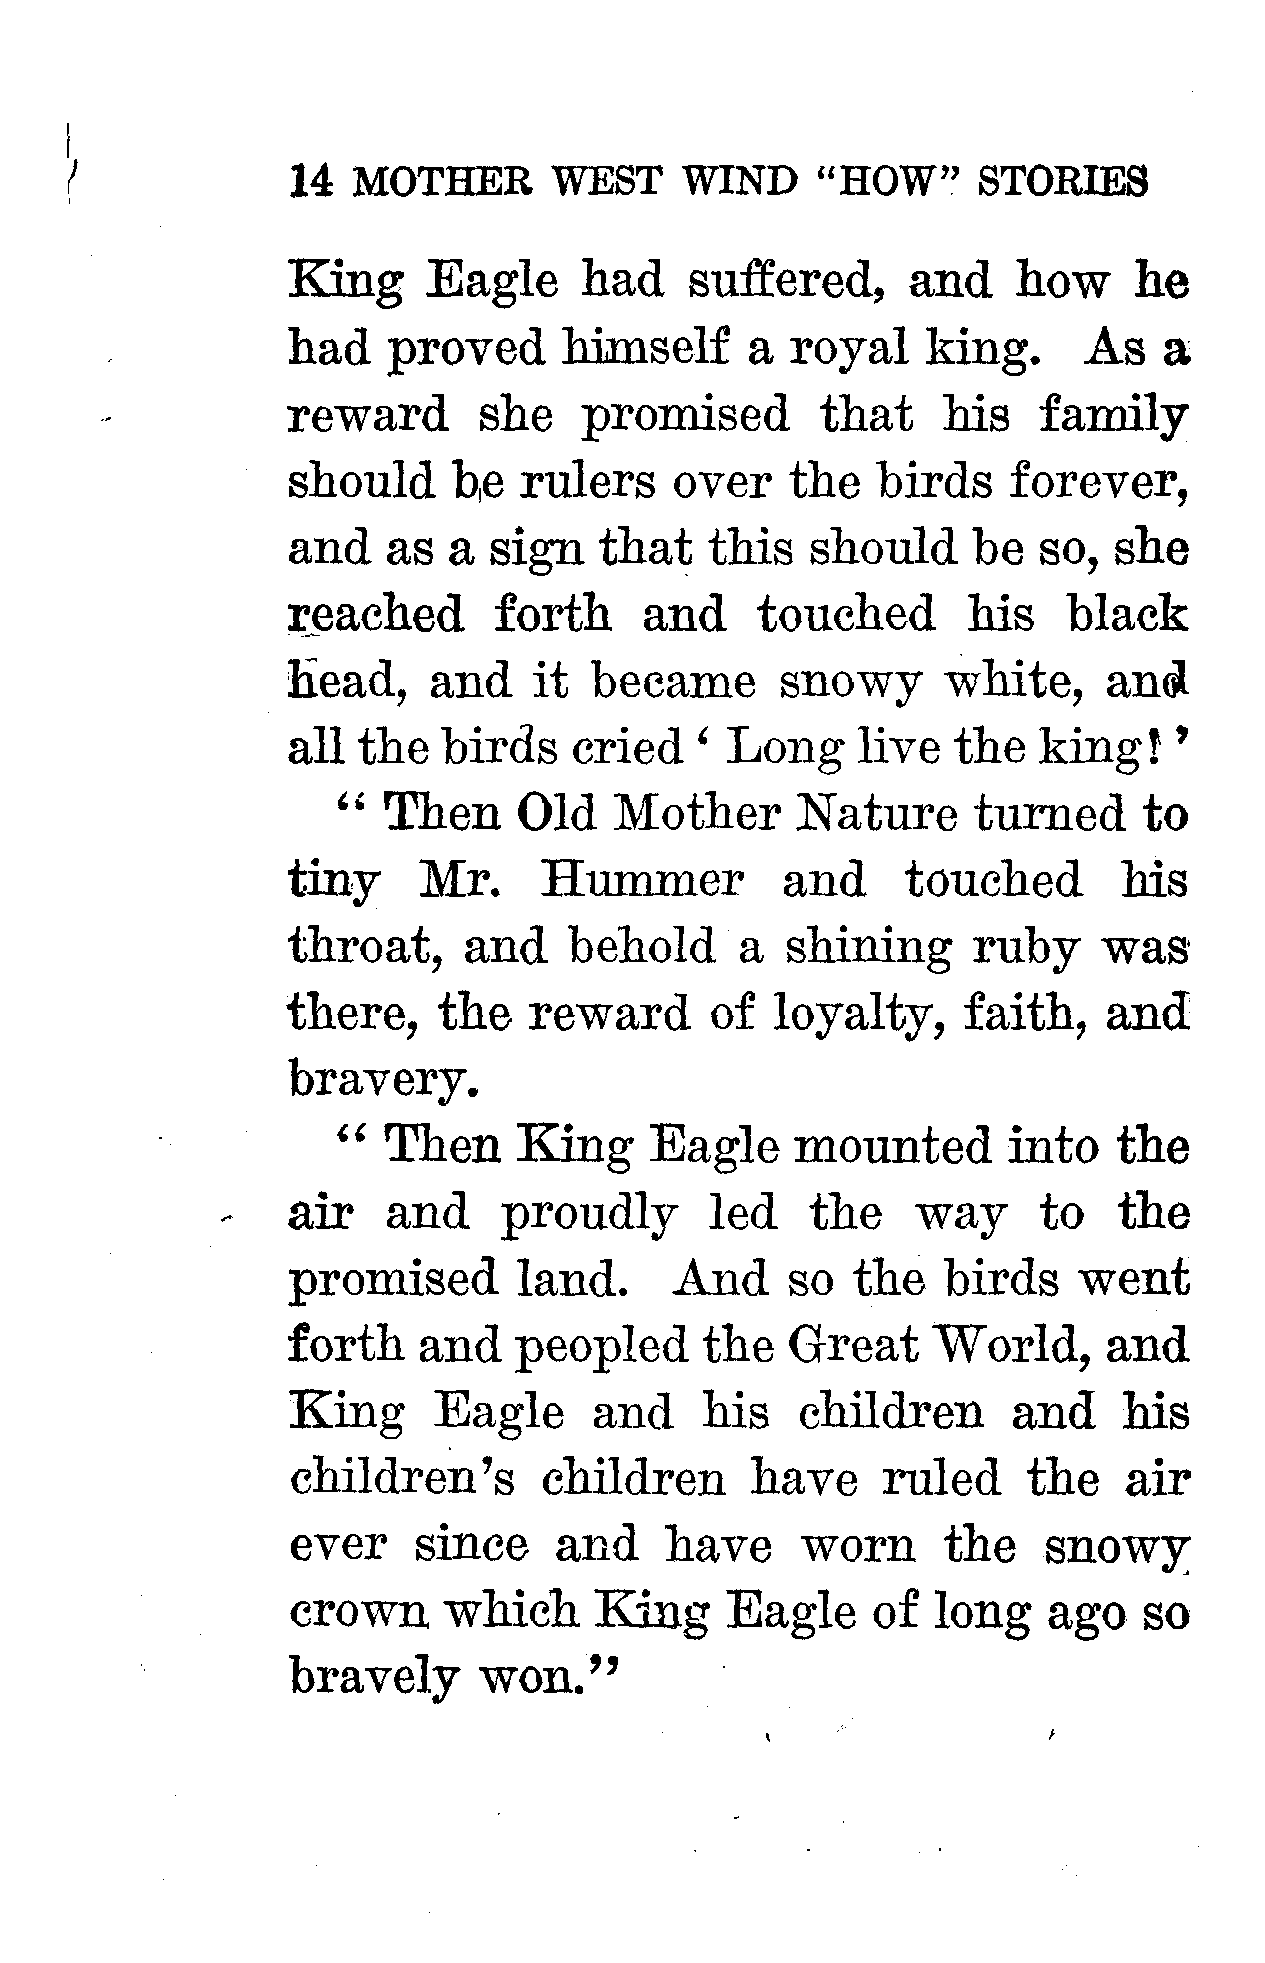 14 MOTHER WEST WIND “HOW” STORIES
King Eagle had suffered, and how he
had proved himself a royal king. As a
reward she promised that his family
should be rulers over the birds forever,
and as a sign that this should be so, she
reached forth and touched his black
head, and it became snowy white, and
all the birds cried ‘ Long live the king! ’
“ Then Old Mother Nature turned to
tiny Mr. Hummer and touched his
throat, and behold a shining ruby was
there, the reward of loyalty, faith, and
bravery.
“ Then King Eagle mounted into the
air and proudly led the way to the
promised land. And so the birds went
forth and peopled the Great World, and
King Eagle and his children and his
children’s children have ruled the air
ever since and have worn the snowy
crown which King Eagle of long ago so
bravely won.”